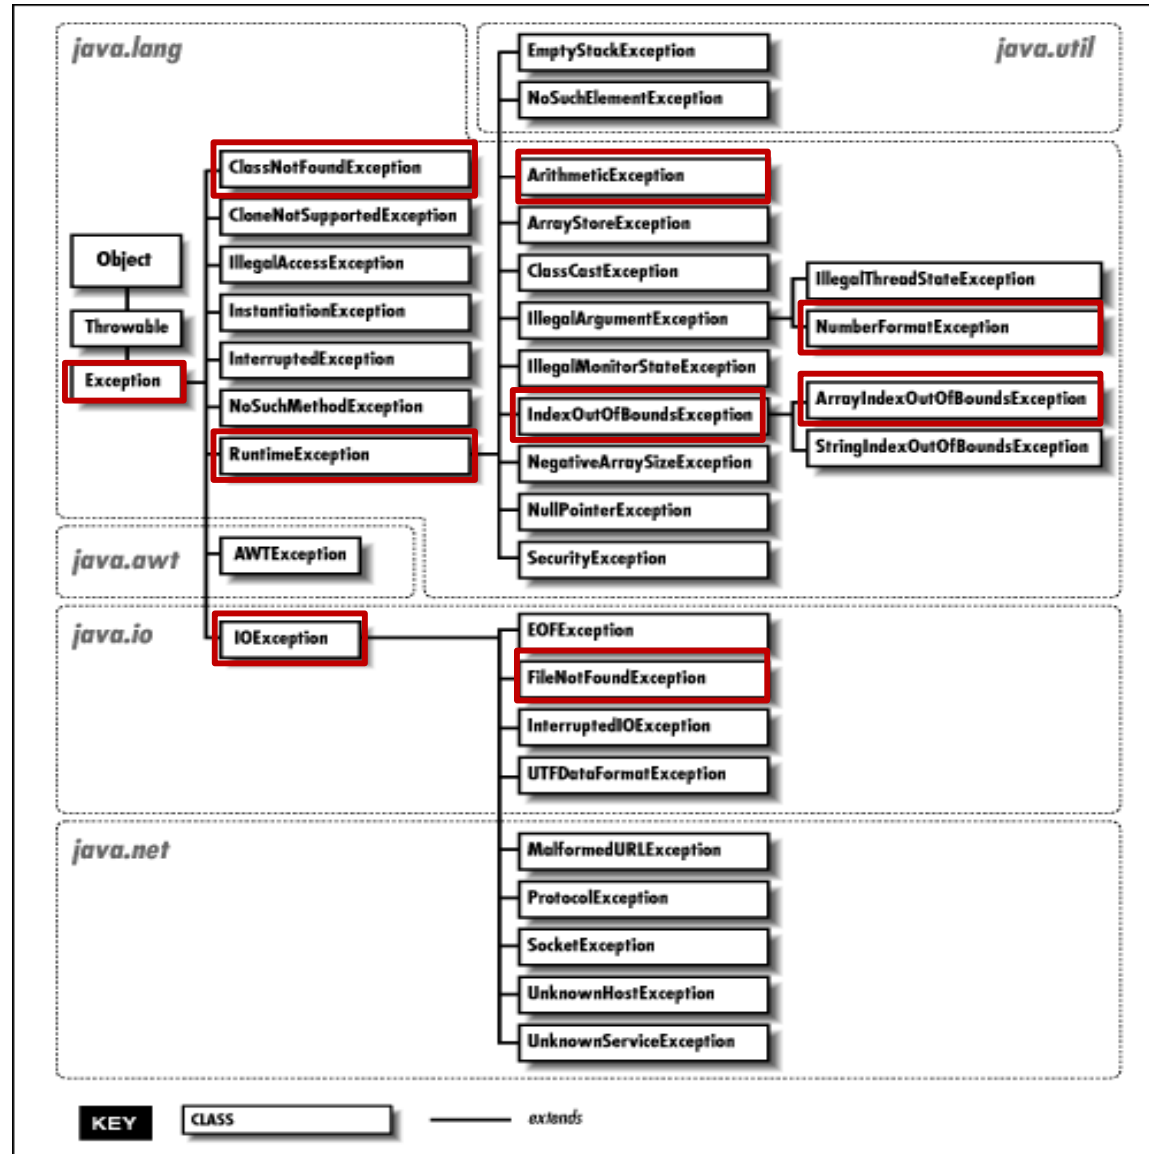 java.lang
java.util
EmptyStackException
NoSuchElementException
ClassNotFoundException
ArithmeticException
CloneNotSupportedException
ArrayStoreException
Object
IllegalAccessException
ClassCastException
IllegalThreadStateException
InstantiationException
IllegalArgumentException
NumberFormatException
Throwable
InterruptedException
IllegalMonitorStateException
Exception
NoSuchMethodException
IndexOutOfBoundsException
ArrayIndexOutOfBoundsException
RuntimeException
NegativeArraySizeException
StringIndexOutOfBoundsException
NullPointerException
java.awt
AWTException
SecurityException
java.io
IOException
EOFException
FileNotFoundException
InterruptedIOException
UTFDataFormatException
java.net
MalformedURLException
ProtocolException
SocketException
UnknownHostException
UnknownServiceException
KEY
CLASS
extends